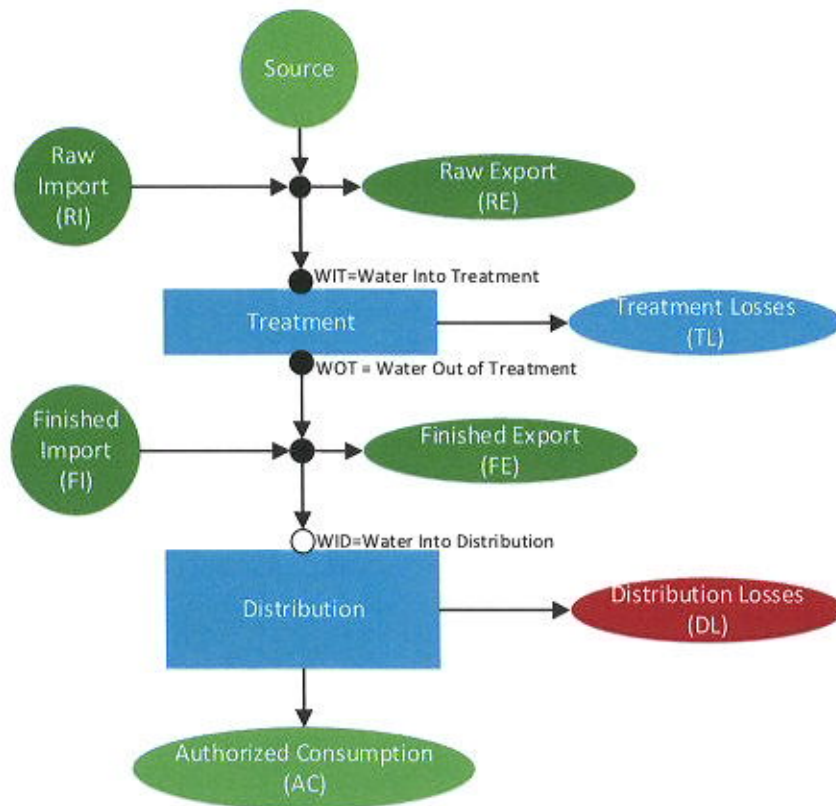 Source
Raw
Import
(RI)
Raw Export
(RE)
WIT=Water Into Treatment
Treatment
Treatment Losses
(TL)
WOT = Water Out of Treatment
Finished
Import
(FI)
Finished Export
(FE)
WID=Water Into Distribution
Distribution
Distribution Losses
(DL)
Authorized Consumption
(AC)